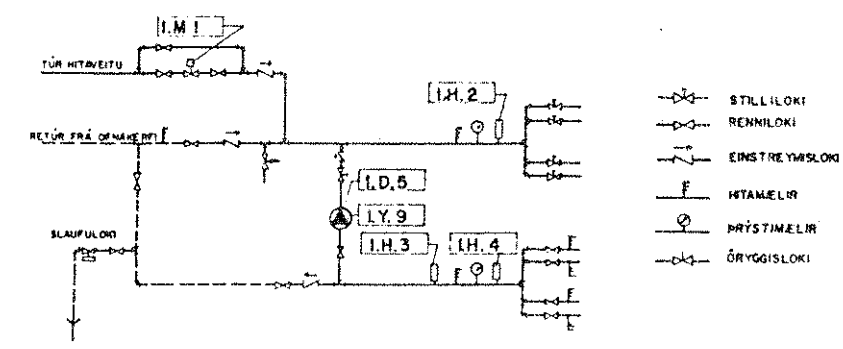 I.M 1
TÚR HITAVEITU
I.H.2
RETÚR FRÁ OFNAKERFI
I.D.5
I.Y.9
SLAUFULOKI
I.H.3
I.H.4
STILLILOKI
RENNILOKI
EINSTREYMISLOKI
HITAMÆLIR
ÞRÝSTIMÆLIR
ÖRYGGISLOKI